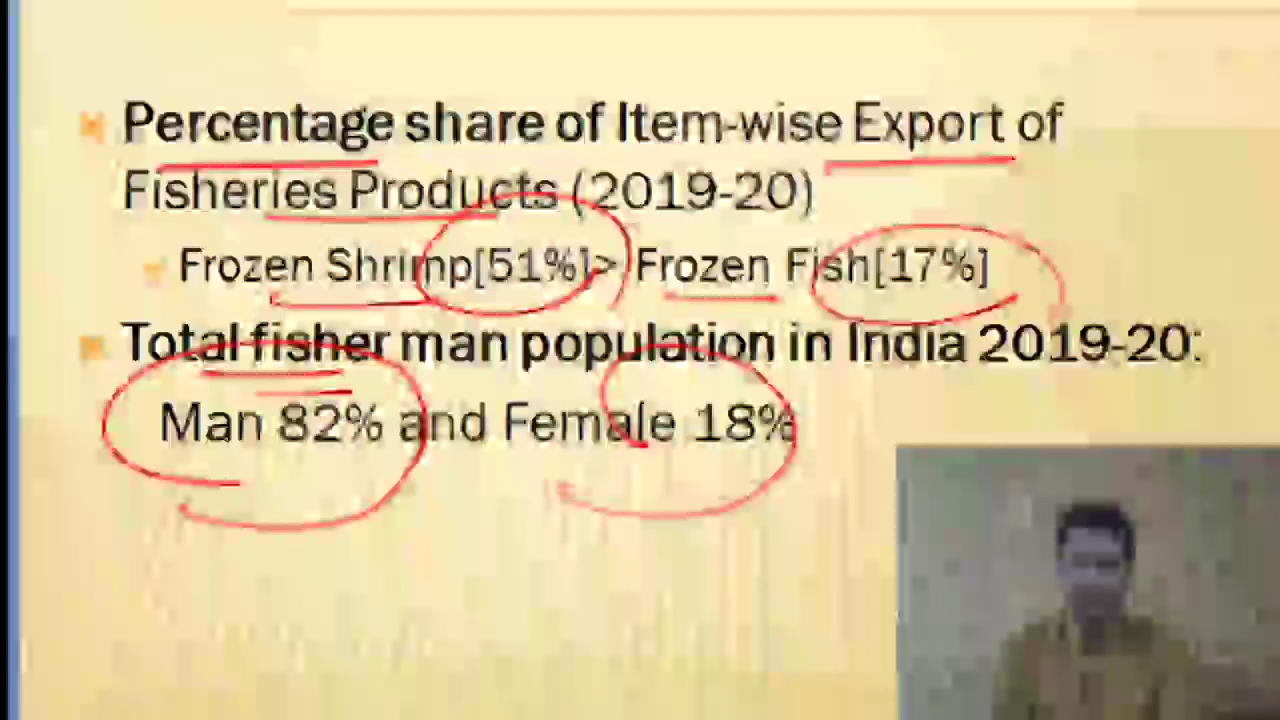 Percentage share of Item-wise Export of
Fisheries Products (2019-20)
Frozen Shrimp[51%]> Frozen Fish[17%]
Total fisher man population in India 2019-20:
Man 82% and Female 18%